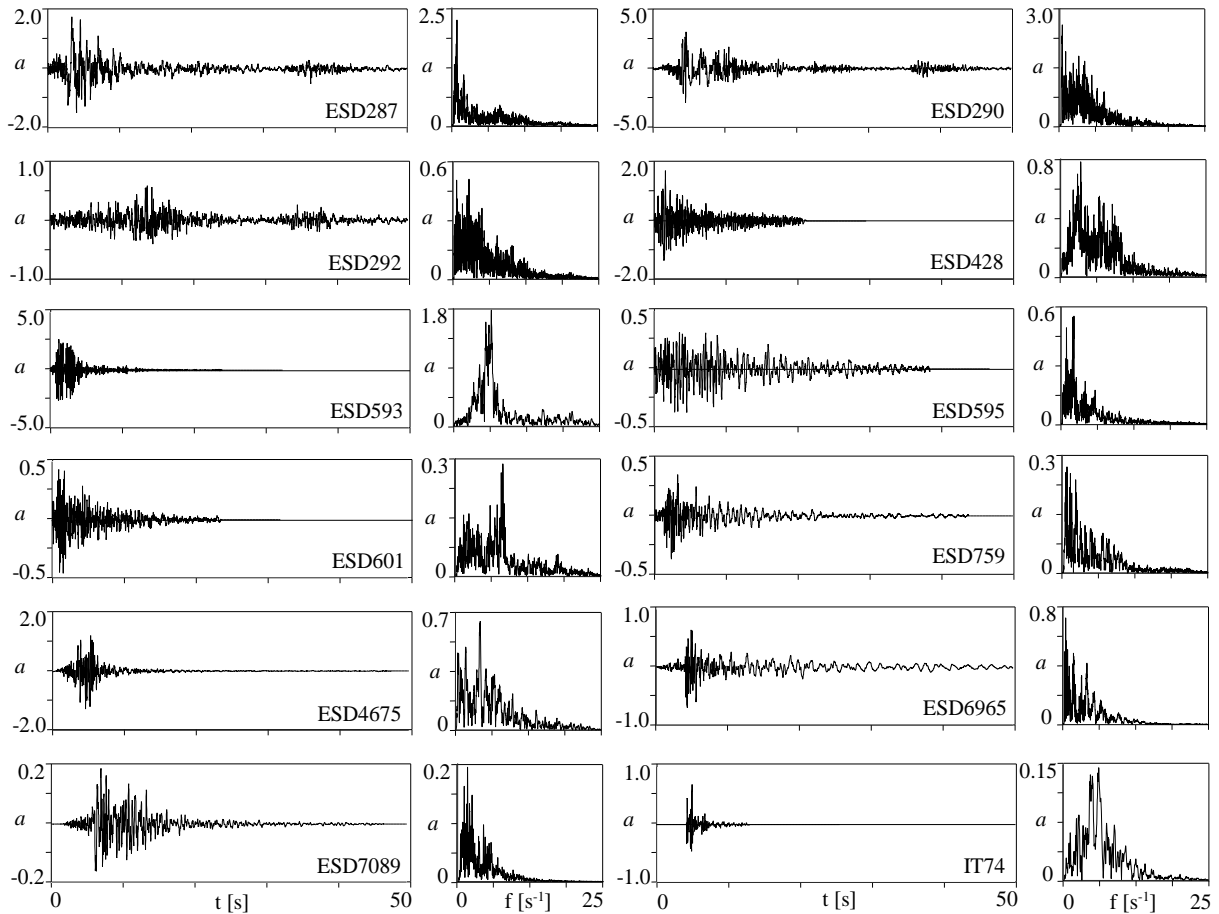 2.0
a
-2.0
ESD287
2.5
a
0
5.0
a
-5.0
ESD290
3.0
a
0
1.0
a
-1.0
ESD292
0.6
a
0
2.0
a
-2.0
ESD428
0.8
a
0
5.0
a
-5.0
ESD593
1.8
a
0
0.5
a
-0.5
ESD595
0.6
a
0
0.5
a
-0.5
ESD601
0.3
a
0
0.5
a
-0.5
ESD759
0.3
a
0
2.0
a
-2.0
ESD4675
0.7
a
0
1.0
a
-1.0
ESD6965
0.8
a
0
0.2
a
-0.2
ESD7089
0.2
a
0
1.0
a
-1.0
IT74
0.15
a
0
0 t [s] 50
0 f [s-1] 25
0 t [s] 50
0 f [s-1] 25